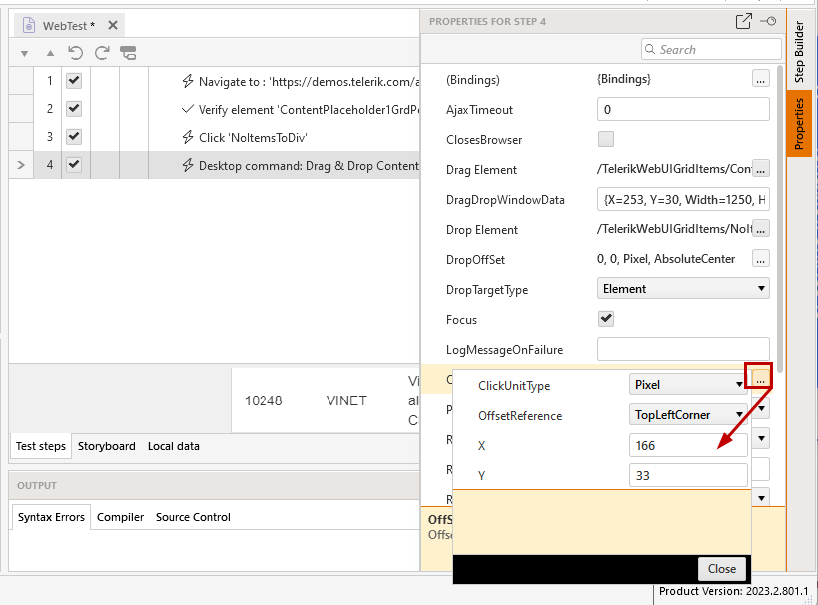 WebTest *
PROPERTIES FOR STEP 4
Search
Step Builder
Properties
1 Navigate to : 'https://demos.telerik.com/a
2 Verify element 'ContentPlaceholder1GrdPe
3 Click 'NoItemsToDiv'
4 Desktop command: Drag & Drop Content
(Bindings) {Bindings} ...
AjaxTimeout 0
ClosesBrowser
Drag Element /TelerikWebUIGridItems/Con ...
DragDropWindowData {X=253, Y=30, Width=1250, H
Drop Element /TelerikWebUIGridItems/NoIt ...
DropOffSet 0, 0, Pixel, AbsoluteCenter ...
DropTargetType Element
Focus
LogMessageOnFailure
...
ClickUnitType Pixel
OffsetReference TopLeftCorner
X 166
Y 33
P
R
R
R
OffS
Offse
Close
10248 VINET Vi
al
C
Test steps Storyboard Local data
OUTPUT
Syntax Errors Compiler Source Control
Product Version: 2023.2.801.1